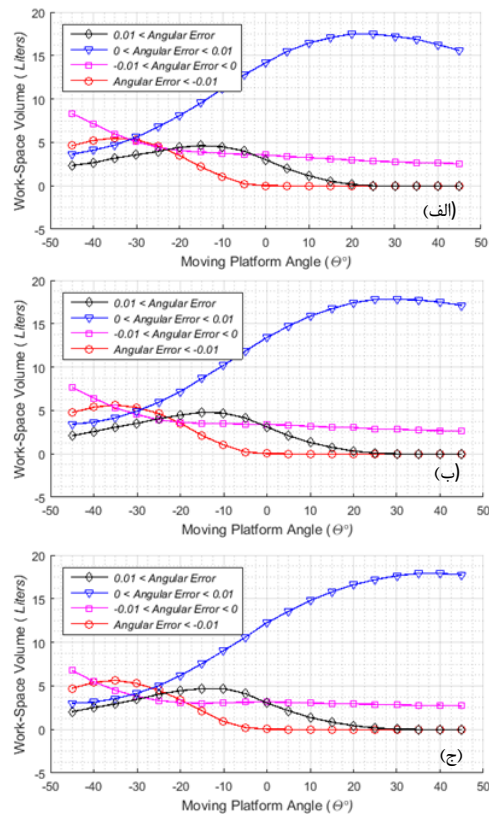 20
15
10
5
0
-5
-50 -40 -30 -20 -10 0 10 20 30 40 50
Work-Space Volume ( Liters)
Moving Platform Angle (Θ°)
0.01 < Angular Error
0 < Angular Error < 0.01
-0.01 < Angular Error < 0
Angular Error < -0.01
(الف)
20
15
10
5
0
-5
-50 -40 -30 -20 -10 0 10 20 30 40 50
Work-Space Volume ( Liters)
Moving Platform Angle (Θ°)
0.01 < Angular Error
0 < Angular Error < 0.01
-0.01 < Angular Error < 0
Angular Error < -0.01
(ب)
20
15
10
5
0
-5
-50 -40 -30 -20 -10 0 10 20 30 40 50
Work-Space Volume ( Liters)
Moving Platform Angle (Θ°)
0.01 < Angular Error
0 < Angular Error < 0.01
-0.01 < Angular Error < 0
Angular Error < -0.01
(ج)